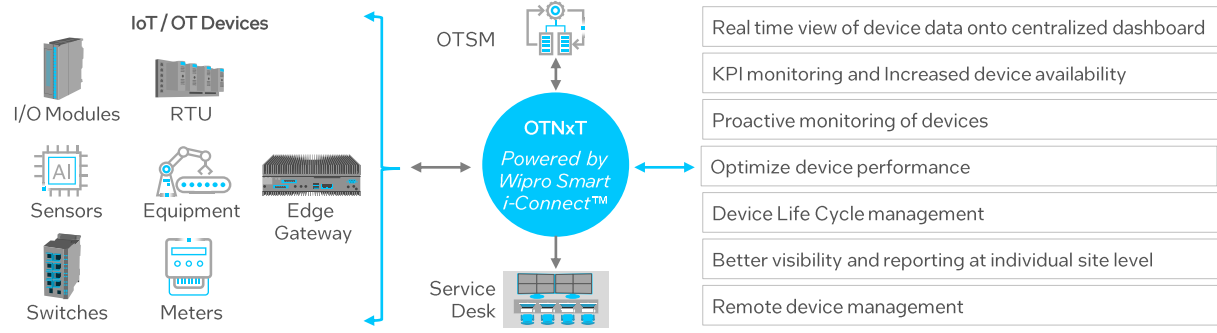 IoT / OT Devices
I/O Modules
RTU
AI
Sensors
Equipment
Edge
Gateway
Switches
Meters
OTSM
OTNxT
Powered by
Wipro Smart
i-Connect™
Service
Desk
Real time view of device data onto centralized dashboard
KPI monitoring and Increased device availability
Proactive monitoring of devices
Optimize device performance
Device Life Cycle management
Better visibility and reporting at individual site level
Remote device management